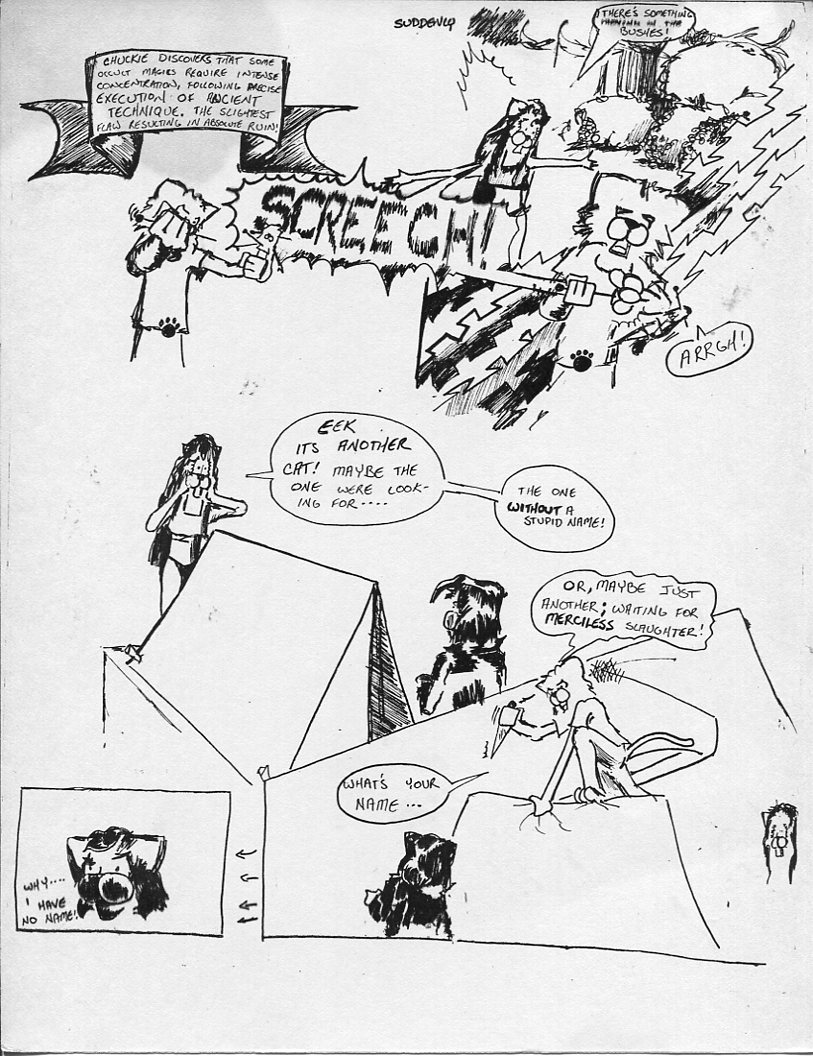 SUDDENLY
THERE'S SOMETHING
IN THE
BUSHES!
CHUCKIE DISCOVERS THAT SOME
OCCULT MAGICS REQUIRE INTENSE
CONCENTRATION, FOLLOWING PRECISE
EXECUTION OF ANCIENT
TECHNIQUE. THE SLIGHTEST
FLAW RESULTING IN ABSOLUTE RUIN!
SCREECH!
ARRGH!
EEK
ITS ANOTHER
CAT! MAYBE THE
ONE WERE LOOK-
ING FOR....
THE ONE
WITHOUT A
STUPID NAME!
OR, MAYBE JUST
ANOTHER; WAITING FOR
MERCILESS SLAUGHTER!
WHAT'S YOUR
NAME...
WHY....
I HAVE
NO NAME!